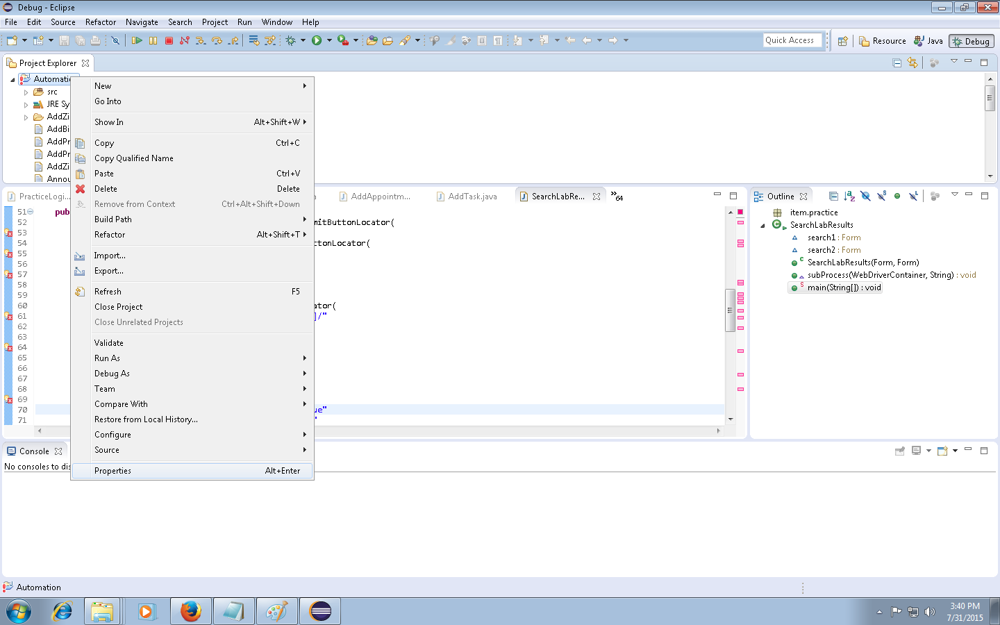 Debug - Eclipse
File Edit Source Refactor Navigate Search Project Run Window Help
Quick Access Resource Java Debug
Project Explorer
Automatic
src
JRE Sy
AddZi
AddBi
AddPr
AddPr
AddZi
Annou
New
Go Into
Show In Alt+Shift+W
Copy Ctrl+C
Copy Qualified Name
Paste Ctrl+V
Delete Delete
Remove from Context Ctrl+Alt+Shift+Down
Build Path
Refactor Alt+Shift+T
Import...
Export...
Refresh F5
Close Project
Close Unrelated Projects
Validate
Run As
Debug As
Team
Compare With
Restore from Local History...
Configure
Source
Properties Alt+Enter
PracticeLogi... a AddAppointm... AddTask.java SearchLabRe... »64
51 pub
52 mitButtonLocator(
53
54 ttonLocator(
55
56
57
58
59
60 ator(
61 ]/"
62
63
64
65
66
67
68
69
70 ue"
71 "
Outline
item.practice
SearchLabResults
search1 : Form
search2 : Form
SearchLabResults(Form, Form)
subProcess(WebDriverContainer, String) : void
main(String[]) : void
Console
No consoles to dis
Automation
3:40 PM
7/31/2015